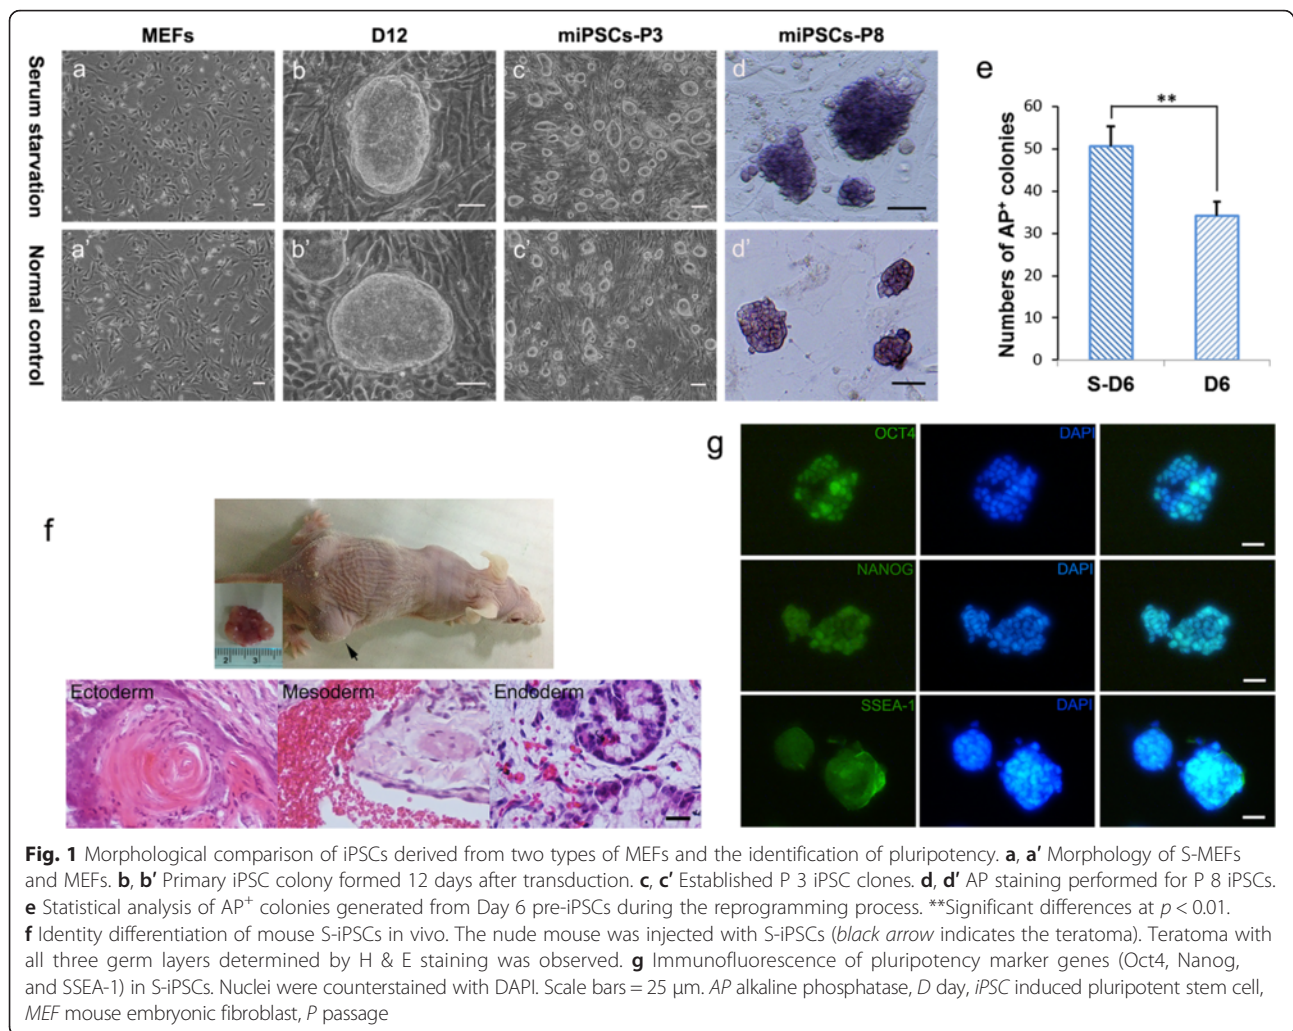 MEFs D12 miPSCs-P3 miPSCs-P8
Serum starvation
a b c d
Normal control
a' b' c' d'
e
Numbers of AP+ colonies
60
50
40
30
20
10
0
**
S-D6 D6
f
2 3
Ectoderm Mesoderm Endoderm
g
OCT4 DAPI
NANOG DAPI
SSEA-1 DAPI
Fig. 1 Morphological comparison of iPSCs derived from two types of MEFs and the identification of pluripotency. a, a′ Morphology of S-MEFs
and MEFs. b, b′ Primary iPSC colony formed 12 days after transduction. c, c′ Established P 3 iPSC clones. d, d′ AP staining performed for P 8 iPSCs.
e Statistical analysis of AP+ colonies generated from Day 6 pre-iPSCs during the reprogramming process. **Significant differences at p < 0.01.
f Identity differentiation of mouse S-iPSCs in vivo. The nude mouse was injected with S-iPSCs (black arrow indicates the teratoma). Teratoma with
all three germ layers determined by H & E staining was observed. g Immunofluorescence of pluripotency marker genes (Oct4, Nanog,
and SSEA-1) in S-iPSCs. Nuclei were counterstained with DAPI. Scale bars = 25 μm. AP alkaline phosphatase, D day, iPSC induced pluripotent stem cell,
MEF mouse embryonic fibroblast, P passage